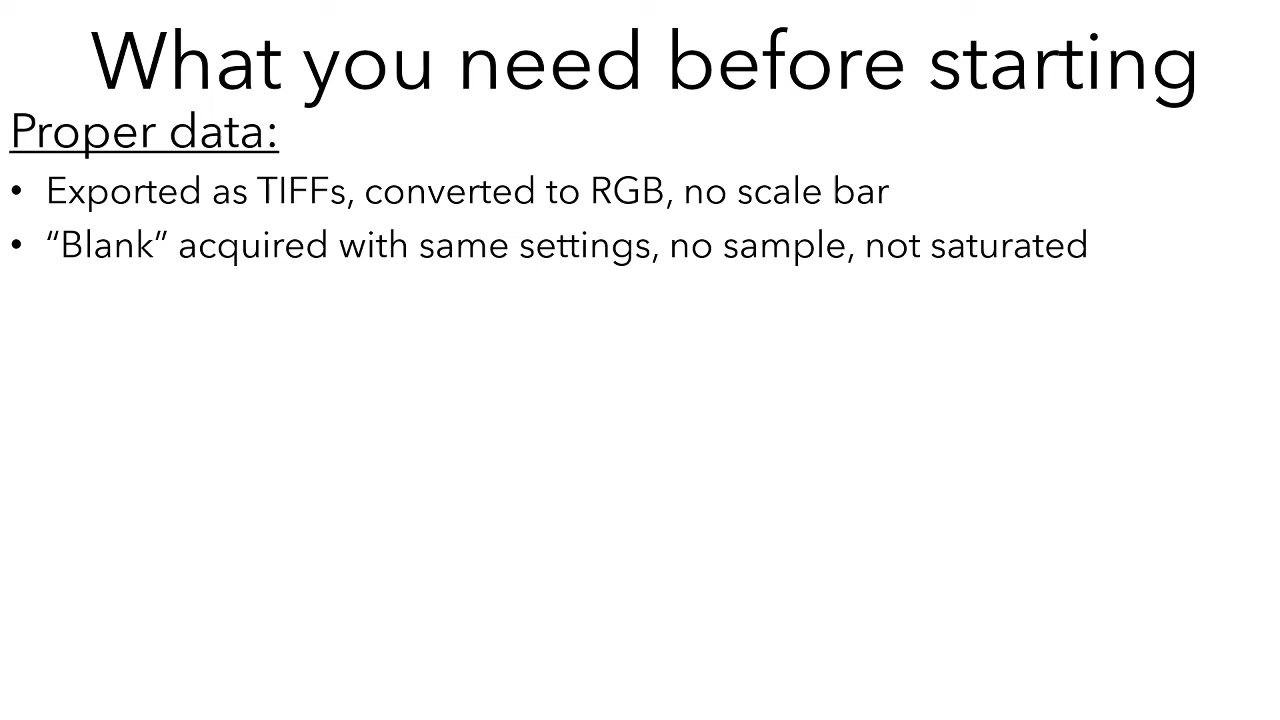 What you need before starting
Proper data:
• Exported as TIFFs, converted to RGB, no scale bar
• “Blank” acquired with same settings, no sample, not saturated